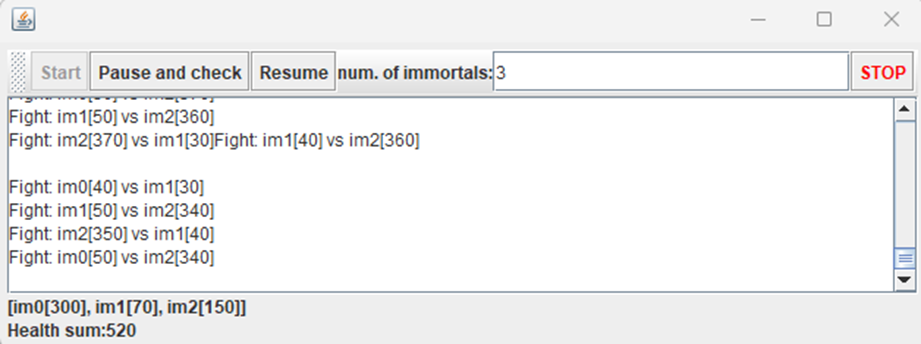 Start Pause and check Resume num. of immortals:3 STOP
Fight: im1[50] vs im2[360]
Fight: im2[370] vs im1[30]Fight: im1[40] vs im2[360]
Fight: im0[40] vs im1[30]
Fight: im1[50] vs im2[340]
Fight: im2[350] vs im1[40]
Fight: im0[50] vs im2[340]
[im0[300], im1[70], im2[150]]
Health sum:520